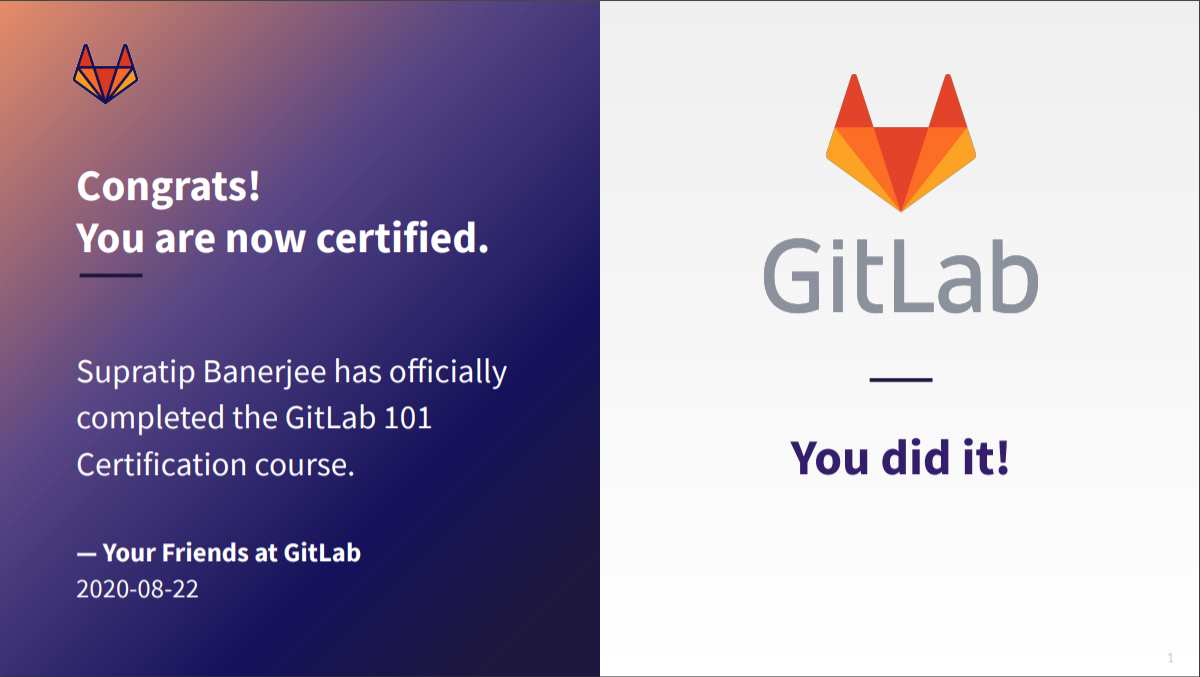 Congrats!
You are now certified.
Supratip Banerjee has officially
completed the GitLab 101
Certification course.
— Your Friends at GitLab
2020-08-22
GitLab
You did it!
1